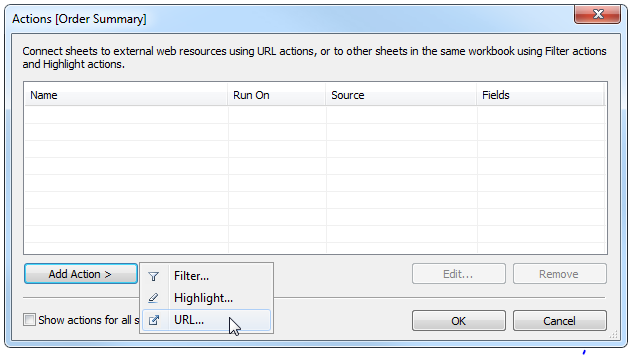 Actions [Order Summary]
Connect sheets to external web resources using URL actions, or to other sheets in the same workbook using Filter actions
and Highlight actions.
Name Run On Source Fields
Add Action > Edit... Remove
Filter...
Highlight...
URL...
Show actions for all s OK Cancel